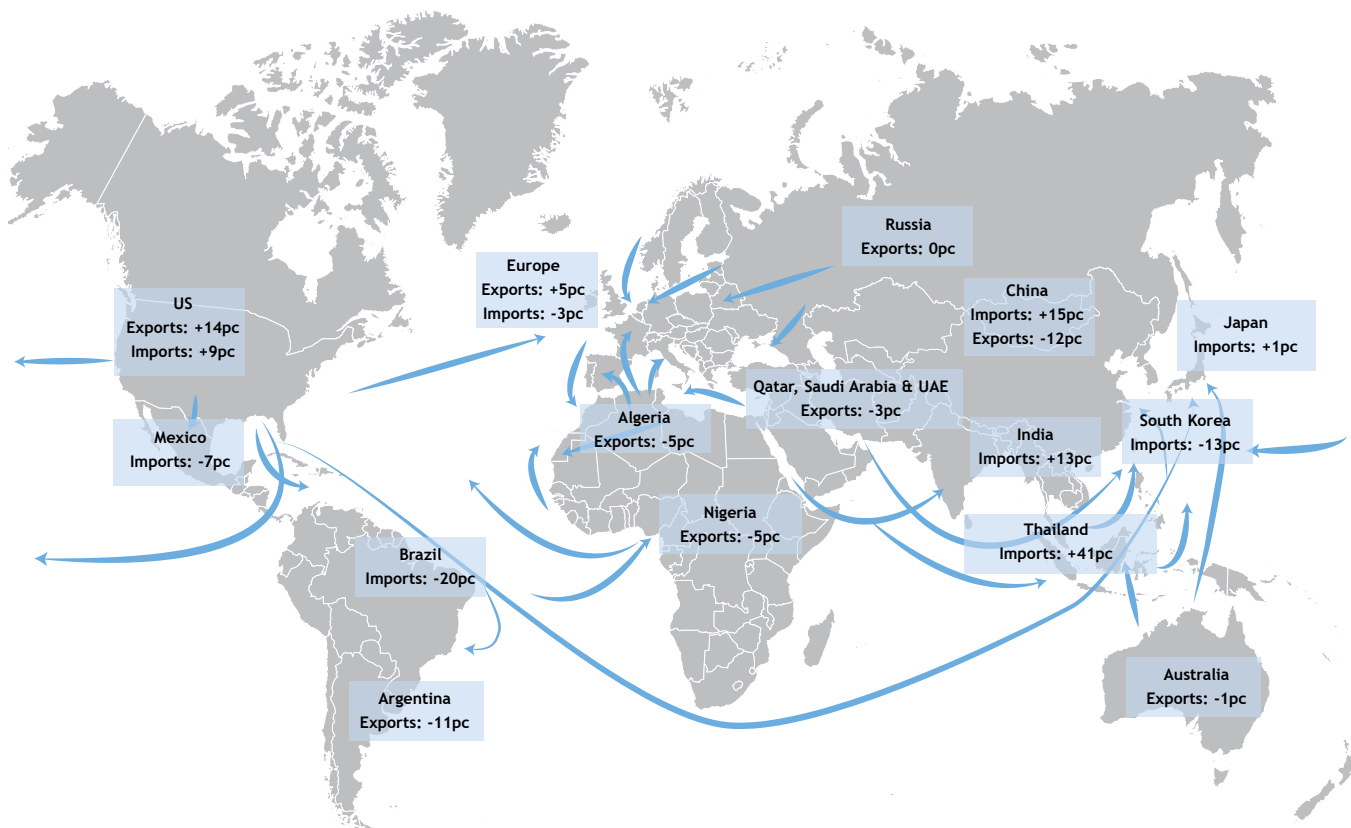 Russia
Exports: 0pc
Europe
Exports: +5pc
Imports: -3pc
China
Imports: +15pc
Exports: -12pc
US
Exports: +14pc
Imports: +9pc
Japan
Imports: +1pc
Qatar, Saudi Arabia & UAE
Exports: -3pc
Algeria
Exports: -5pc
South Korea
Imports: -13pc
Mexico
Imports: -7pc
India
Imports: +13pc
Nigeria
Exports: -5pc
Thailand
Imports: +41pc
Brazil
Imports: -20pc
Australia
Exports: -1pc
Argentina
Exports: -11pc